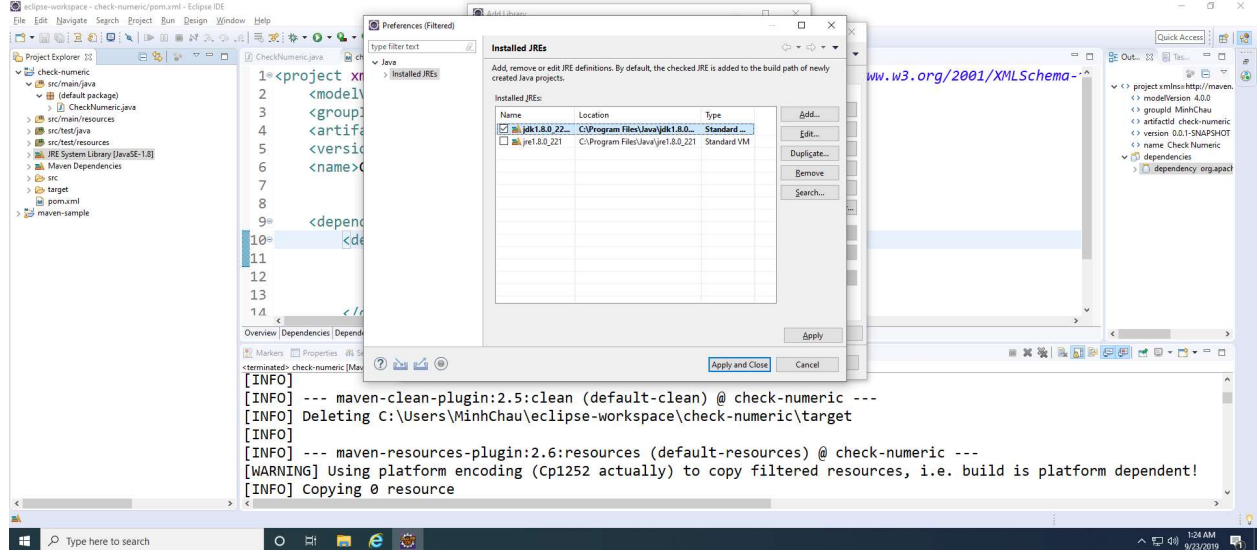 eclipse-workspace - check-numeric/pom.xml - Eclipse IDE
File Edit Navigate Search Project Run Design Window Help
Quick Access
Project Explorer
check-numeric
src/main/java
(default package)
CheckNumeric.java
src/main/resources
src/test/java
src/test/resources
JRE System Library [JavaSE-1.8]
Maven Dependencies
src
target
pom.xml
maven-sample
CheckNumeric.java
1 <project xm
2 <modelV
3 <group
4 <artifa
5 <versio
6 <name>C
7
8
9 <depend
10 <de
11
12
13
14
ww.w3.org/2001/XMLSchema-
Overview Dependencies Depende
Add Library
Preferences (Filtered)
type filter text
Java
Installed JREs
Installed JREs
Add, remove or edit JRE definitions. By default, the checked JRE is added to the build path of newly
created Java projects.
Installed JREs:
Name Location Type
jdk1.8.0_22... C:\Program Files\Java\jdk1.8.0... Standard ...
jre1.8.0_221 C:\Program Files\Java\jre1.8.0_221 Standard VM
Add...
Edit...
Duplicate...
Remove
Search...
Apply
Apply and Close
Cancel
Out...
Tas...
project xmlns=http://maven.
modelVersion 4.0.0
groupId MinhChau
artifactId check-numeric
version 0.0.1-SNAPSHOT
name Check Numeric
dependencies
dependency org.apach
Markers Properties
<terminated> check-numeric [Mav
[INFO]
[INFO] --- maven-clean-plugin:2.5:clean (default-clean) @ check-numeric ---
[INFO] Deleting C:\Users\MinhChau\eclipse-workspace\check-numeric\target
[INFO]
[INFO] --- maven-resources-plugin:2.6:resources (default-resources) @ check-numeric ---
[WARNING] Using platform encoding (Cp1252 actually) to copy filtered resources, i.e. build is platform dependent!
[INFO] Copying 0 resource
Type here to search
1:24 AM
9/23/2019